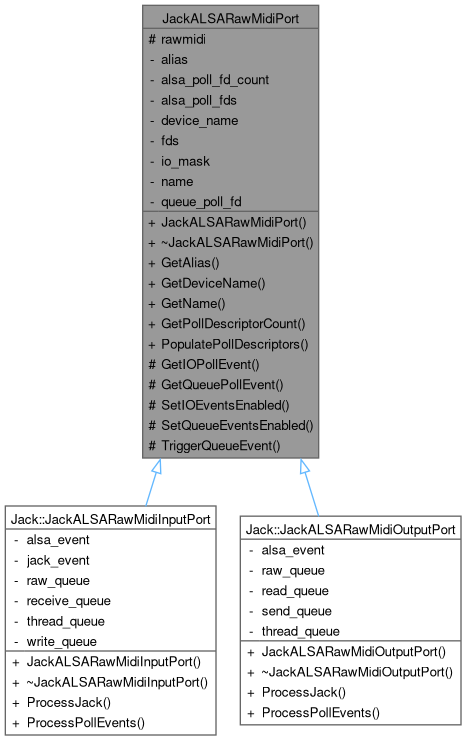 JackALSARawMidiPort
# rawmidi
- alias
- alsa_poll_fd_count
- alsa_poll_fds
- device_name
- fds
- io_mask
- name
- queue_poll_fd
+ JackALSARawMidiPort()
+ ~JackALSARawMidiPort()
+ GetAlias()
+ GetDeviceName()
+ GetName()
+ GetPollDescriptorCount()
+ PopulatePollDescriptors()
# GetIOPollEvent()
# GetQueuePollEvent()
# SetIOEventsEnabled()
# SetQueueEventsEnabled()
# TriggerQueueEvent()
Jack::JackALSARawMidiInputPort
- alsa_event
- jack_event
- raw_queue
- receive_queue
- thread_queue
- write_queue
+ JackALSARawMidiInputPort()
+ ~JackALSARawMidiInputPort()
+ ProcessJack()
+ ProcessPollEvents()
Jack::JackALSARawMidiOutputPort
- alsa_event
- raw_queue
- read_queue
- send_queue
- thread_queue
+ JackALSARawMidiOutputPort()
+ ~JackALSARawMidiOutputPort()
+ ProcessJack()
+ ProcessPollEvents()